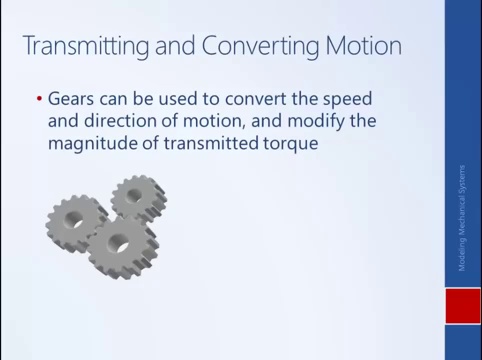 Transmitting and Converting Motion
• Gears can be used to convert the speed
and direction of motion, and modify the
magnitude of transmitted torque
Modeling Mechanical Systems